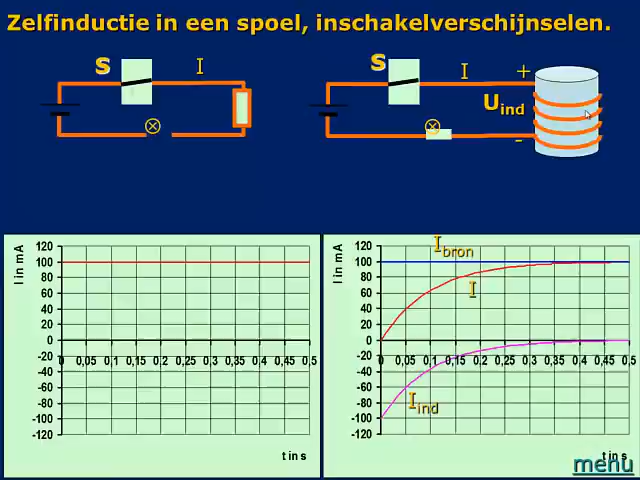 Zelfinductie in een spoel, inschakelverschijnselen.
S
I
S
I
+
Uind
-
I in mA
120
100
80
60
40
20
0
-20
-40
-60
-80
-100
-120
0 0,05 0,1 0,15 0,2 0,25 0,3 0,35 0,4 0,45 0,5
t in s
I in mA
120
100
80
60
40
20
0
-20
-40
-60
-80
-100
-120
0 0,05 0,1 0,15 0,2 0,25 0,3 0,35 0,4 0,45 0,5
Ibron
I
Iind
t in s
menu